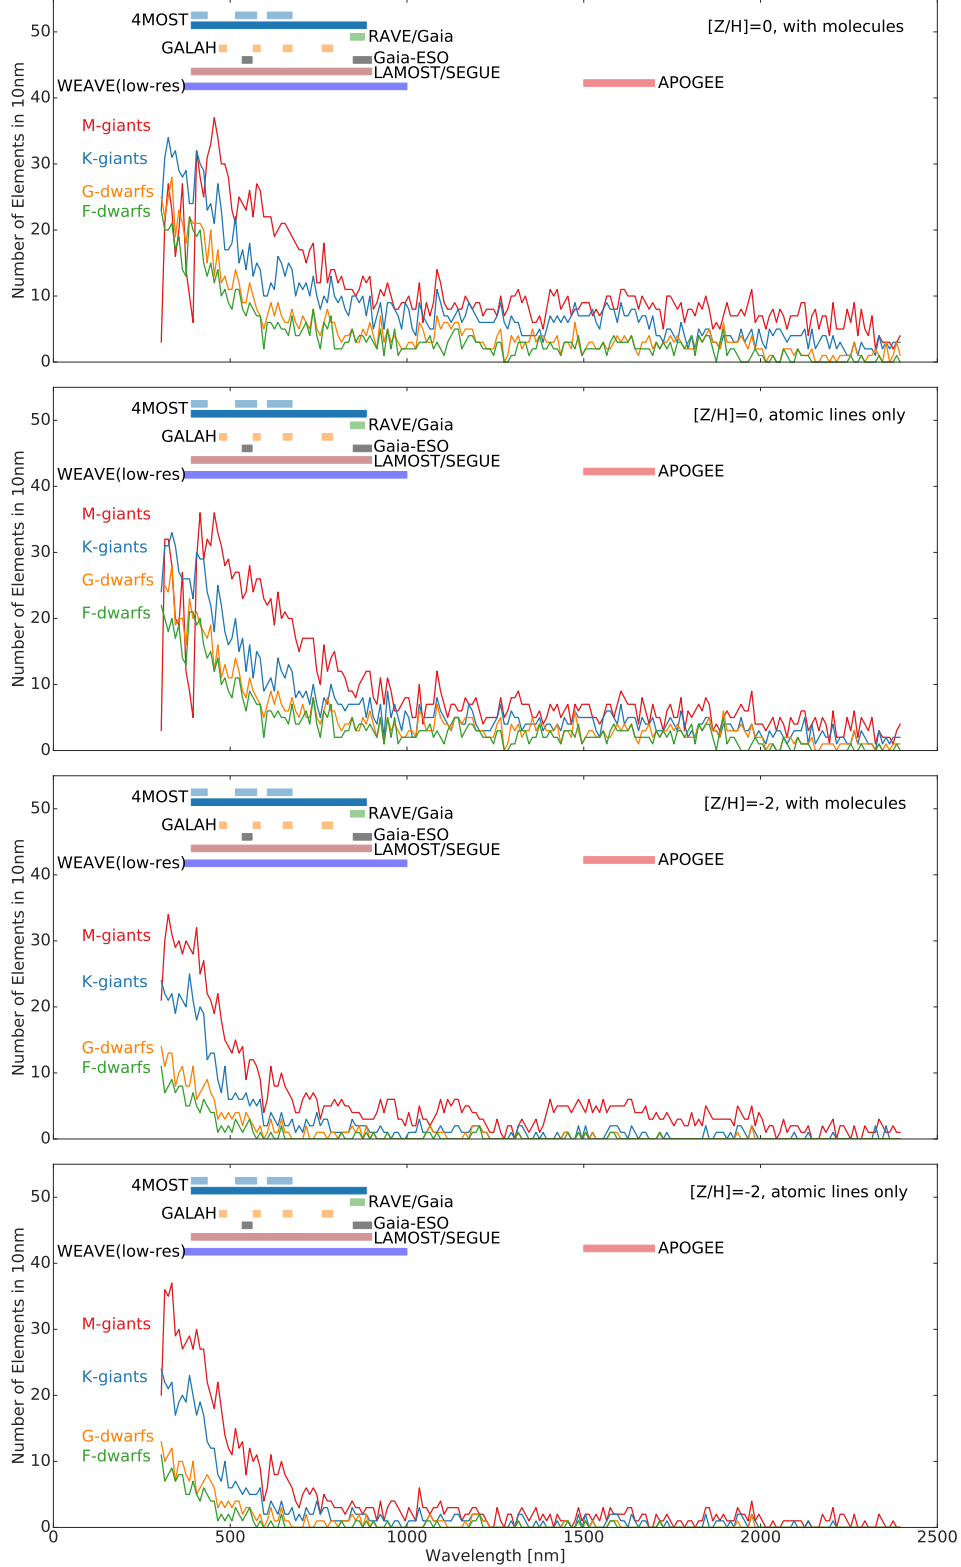 4MOST
[Z/H]=0, with molecules
RAVE/Gaia
GALAH
Gaia-ESO
LAMOST/SEGUE
WEAVE(low-res)
APOGEE
M-giants
K-giants
G-dwarfs
F-dwarfs
Number of Elements in 10nm
50
40
30
20
10
0
4MOST
[Z/H]=0, atomic lines only
RAVE/Gaia
GALAH
Gaia-ESO
LAMOST/SEGUE
WEAVE(low-res)
APOGEE
M-giants
K-giants
G-dwarfs
F-dwarfs
Number of Elements in 10nm
50
40
30
20
10
0
4MOST
[Z/H]=-2, with molecules
RAVE/Gaia
GALAH
Gaia-ESO
LAMOST/SEGUE
WEAVE(low-res)
APOGEE
M-giants
K-giants
G-dwarfs
F-dwarfs
Number of Elements in 10nm
50
40
30
20
10
0
4MOST
[Z/H]=-2, atomic lines only
RAVE/Gaia
GALAH
Gaia-ESO
LAMOST/SEGUE
WEAVE(low-res)
APOGEE
M-giants
K-giants
G-dwarfs
F-dwarfs
Number of Elements in 10nm
50
40
30
20
10
0
0 500 1000 1500 2000 2500
Wavelength [nm]